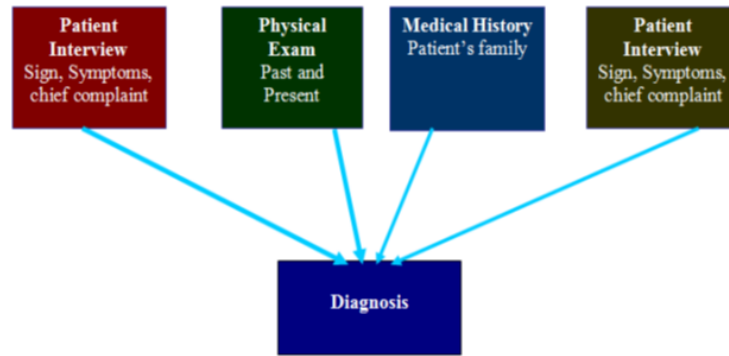 Patient
Interview
Sign, Symptoms,
chief complaint
Physical
Exam
Past and
Present
Medical History
Patient's family
Patient
Interview
Sign, Symptoms,
chief complaint
Diagnosis